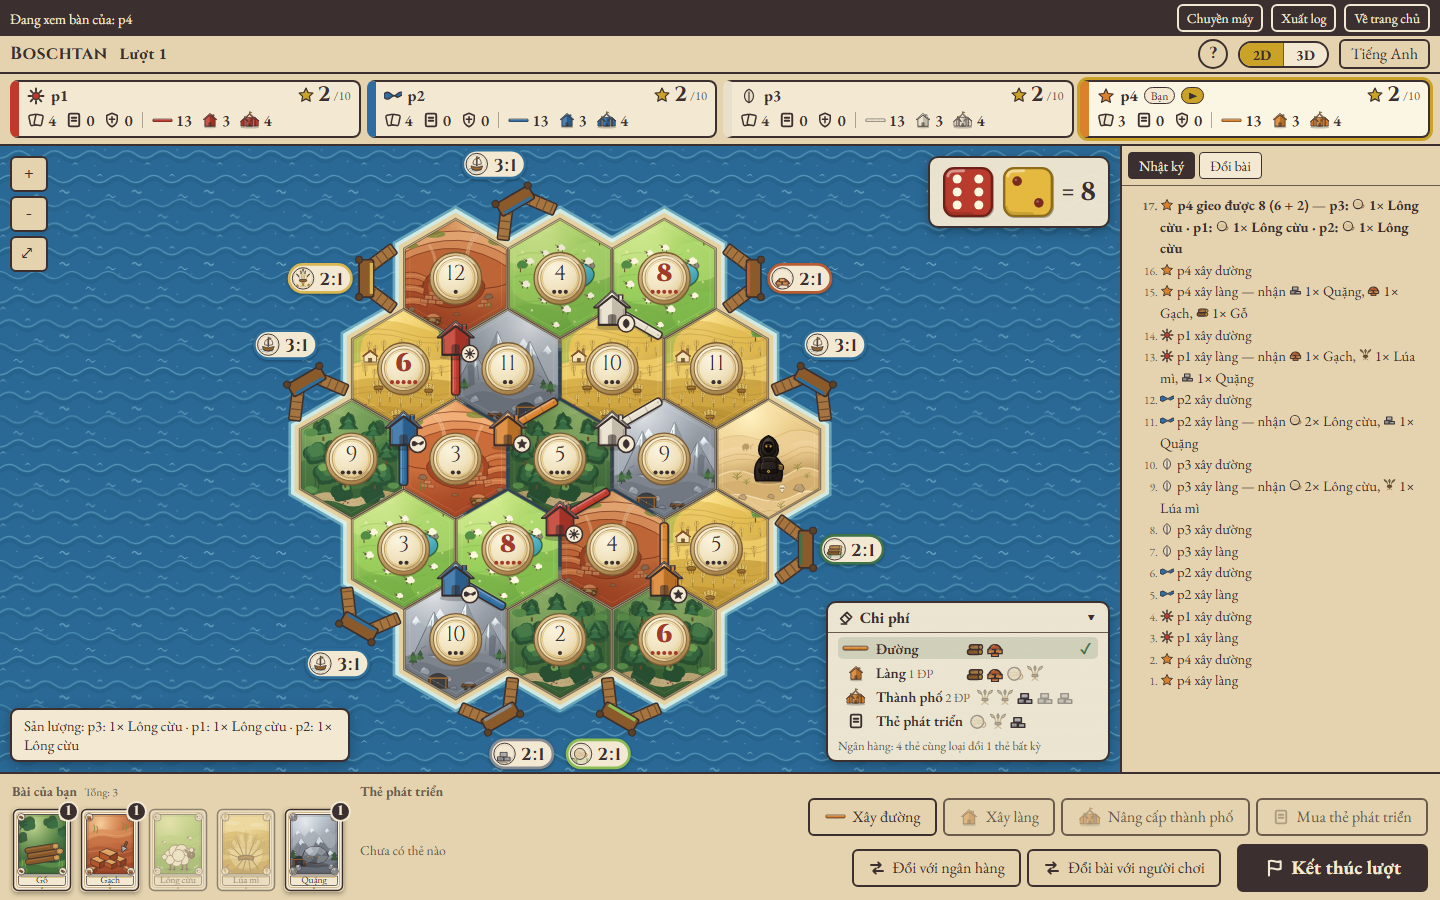 Đang xem bàn của: p4
Chuyền máy
Xuất log
Về trang chủ
BOSCHTAN Lượt 1
?
2D
3D
Tiếng Anh
p1 2 /10
4 0 0 13 3 4
p2 2 /10
4 0 0 13 3 4
p3 2 /10
4 0 0 13 3 4
p4 Bạn 2 /10
3 0 0 13 3 4
+
-
3:1
= 8
2:1
12
4
8
2:1
3:1
6
11
10
11
3:1
9
3
5
9
3
8
4
5
2:1
3:1
10
2
6
2:1
2:1
Sản lượng: p3: 1× Lông cừu · p1: 1× Lông cừu · p2: 1×
Lông cừu
Chi phí
Đường
Làng 1 ĐP
Thành phố 2 ĐP
Thẻ phát triển
Ngân hàng: 4 thẻ cùng loại đổi 1 thẻ bất kỳ
Nhật ký
Đổi bài
17. p4 gieo được 8 (6 + 2) — p3: 1× Lông
cừu · p1: 1× Lông cừu · p2: 1× Lông
cừu
16. p4 xây đường
15. p4 xây làng — nhận 1× Quặng, 1×
Gạch, 1× Gỗ
14. p1 xây đường
13. p1 xây làng — nhận 1× Gạch, 1× Lúa
mì, 1× Quặng
12. p2 xây đường
11. p2 xây làng — nhận 2× Lông cừu, 1×
Quặng
10. p3 xây đường
9. p3 xây làng — nhận 2× Lông cừu, 1×
Lúa mì
8. p3 xây đường
7. p3 xây làng
6. p2 xây đường
5. p2 xây làng
4. p1 xây đường
3. p1 xây làng
2. p4 xây đường
1. p4 xây làng
Bài của bạn Tổng: 3
1
1
1
Gỗ
Gạch
Lông cừu
Lúa mì
Quặng
Thẻ phát triển
Chưa có thẻ nào
Xây đường
Xây làng
Nâng cấp thành phố
Mua thẻ phát triển
Đổi với ngân hàng
Đổi bài với người chơi
Kết thúc lượt